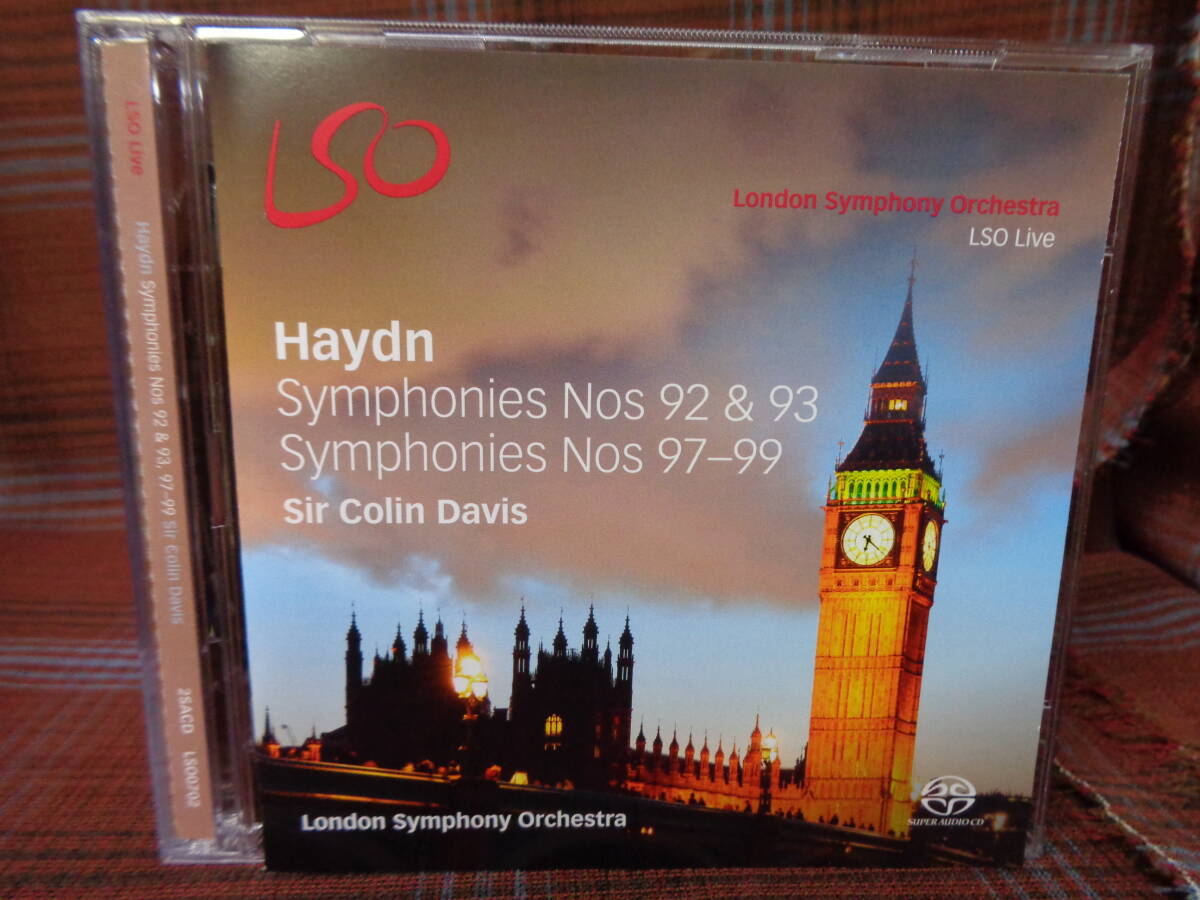 LSO Live
Haydn Symphonies Nos 92 & 93, 97–99 Sir Colin Davis
2SACD
LSO0702
LSO
London Symphony Orchestra
LSO Live
Haydn
Symphonies Nos 92 & 93
Symphonies Nos 97–99
Sir Colin Davis
London Symphony Orchestra
SUPER AUDIO CD